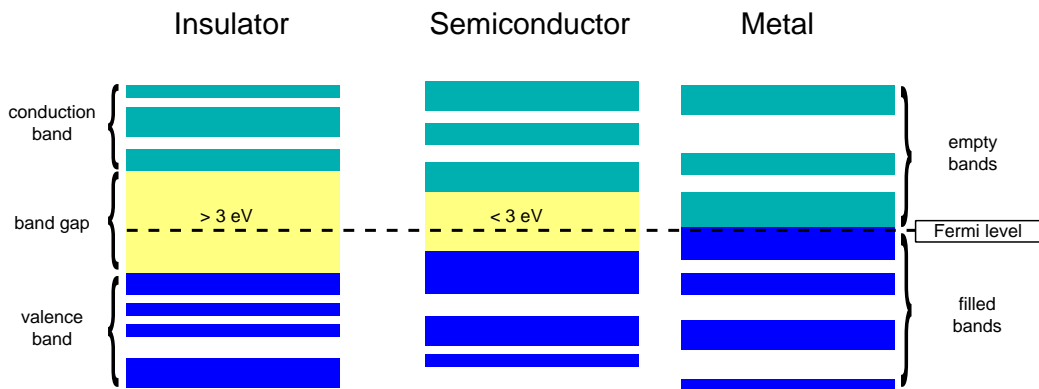 Insulator
Semiconductor
Metal
conduction
band
empty
bands
band gap
> 3 eV
< 3 eV
Fermi level
valence
band
filled
bands